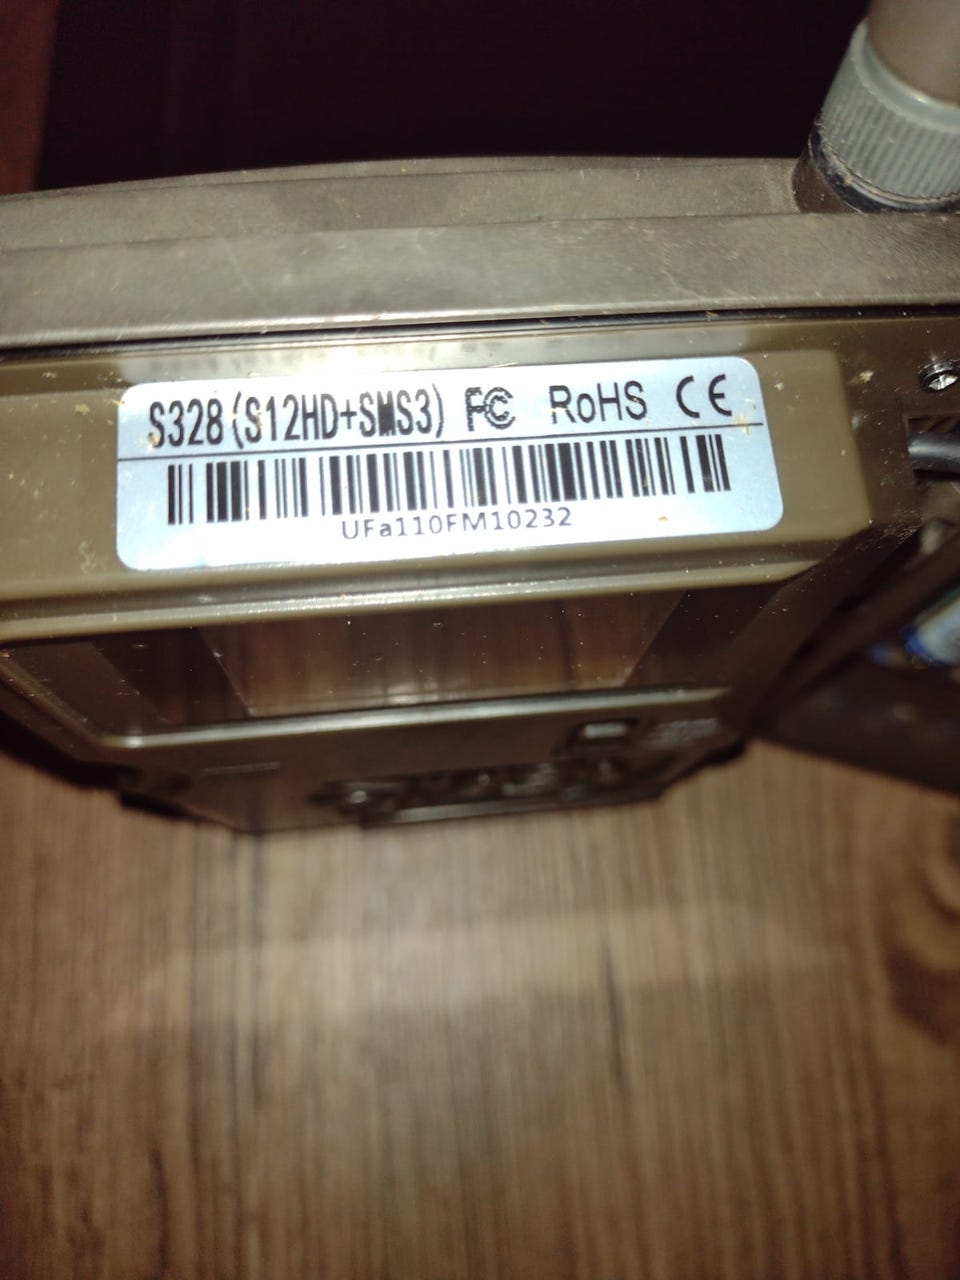 S328(S12HD+SMS3) FC RoHS CE
UFa110FM10232